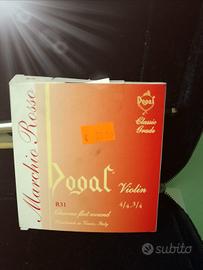 Marchio Rosso
Dogal
Classic
Grade
Dogal
Violin
R31
4/4, 3/4
Chrome flat wound
Handmade in Venice, Italy
subito